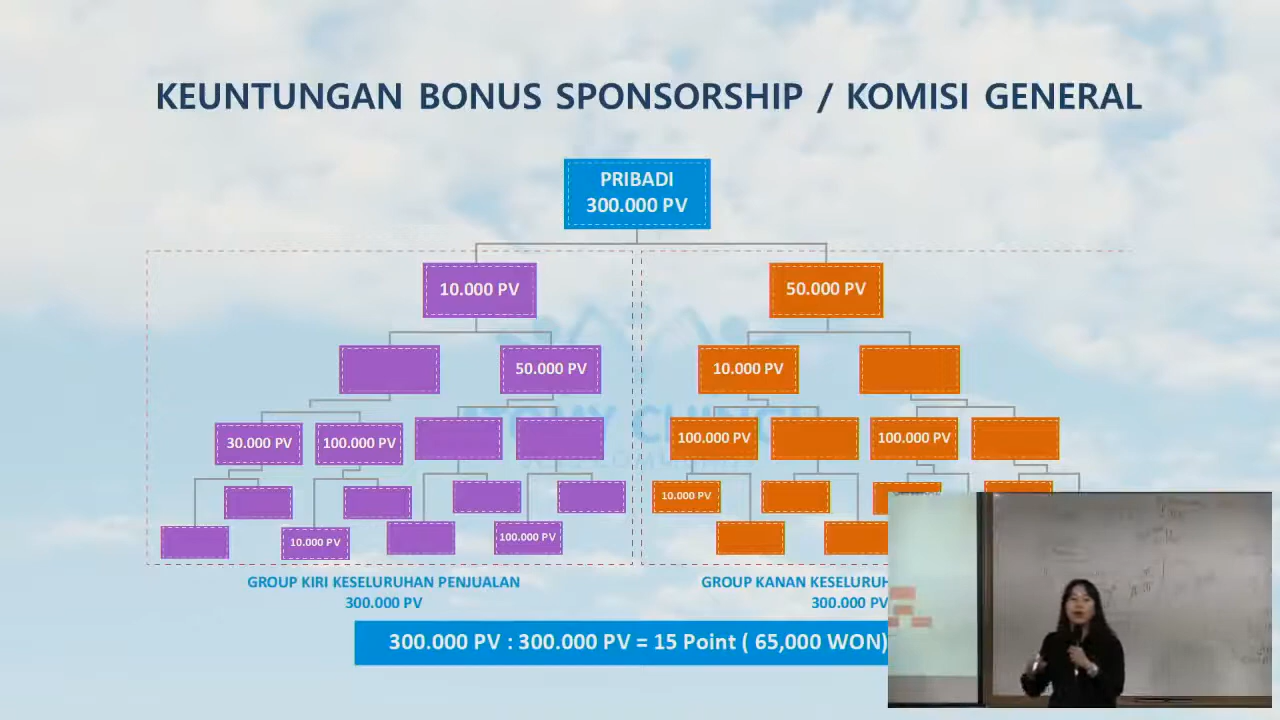 KEUNTUNGAN BONUS SPONSORSHIP / KOMISI GENERAL
PRIBADI
300.000 PV
10.000 PV
50.000 PV
50.000 PV
10.000 PV
30.000 PV
100.000 PV
100.000 PV
100.000 PV
10.000 PV
10.000 PV
100.000 PV
GROUP KIRI KESELURUHAN PENJUALAN
300.000 PV
GROUP KANAN KESELURUH
300.000 PV
300.000 PV : 300.000 PV = 15 Point ( 65,000 WON)